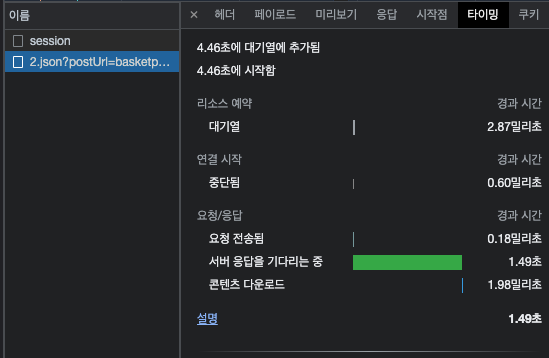 이름
× 헤더 페이로드 미리보기 응답 시작점 타이밍 쿠키
session
2.json?postUrl=basketp…
4.46초에 대기열에 추가됨
4.46초에 시작함
리소스 예약 경과 시간
대기열 2.87밀리초
연결 시작 경과 시간
중단됨 0.60밀리초
요청/응답 경과 시간
요청 전송됨 0.18밀리초
서버 응답을 기다리는 중 1.49초
콘텐츠 다운로드 1.98밀리초
설명 1.49초